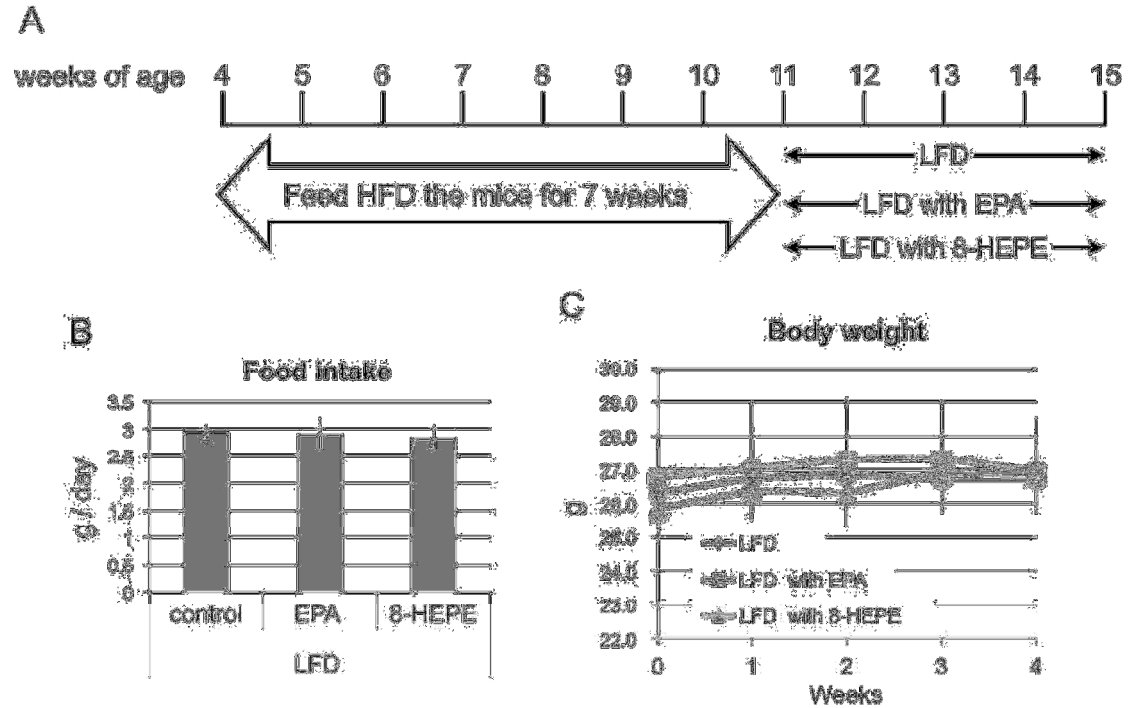 A
weeks of age 4 5 6 7 8 9 10 11 12 13 14 15
Feed HFD the mice for 7 weeks
LFD
LFD with EPA
LFD with 8-HEPE
B
Food intake
3.5
3
2.5
2
1.5
1
0.5
0
g / day
control EPA 8-HEPE
LFD
C
Body weight
30.0
29.0
28.0
27.0
26.0
25.0
24.0
23.0
22.0
g
LFD
LFD with EPA
LFD with 8-HEPE
0 1 2 3 4
Weeks